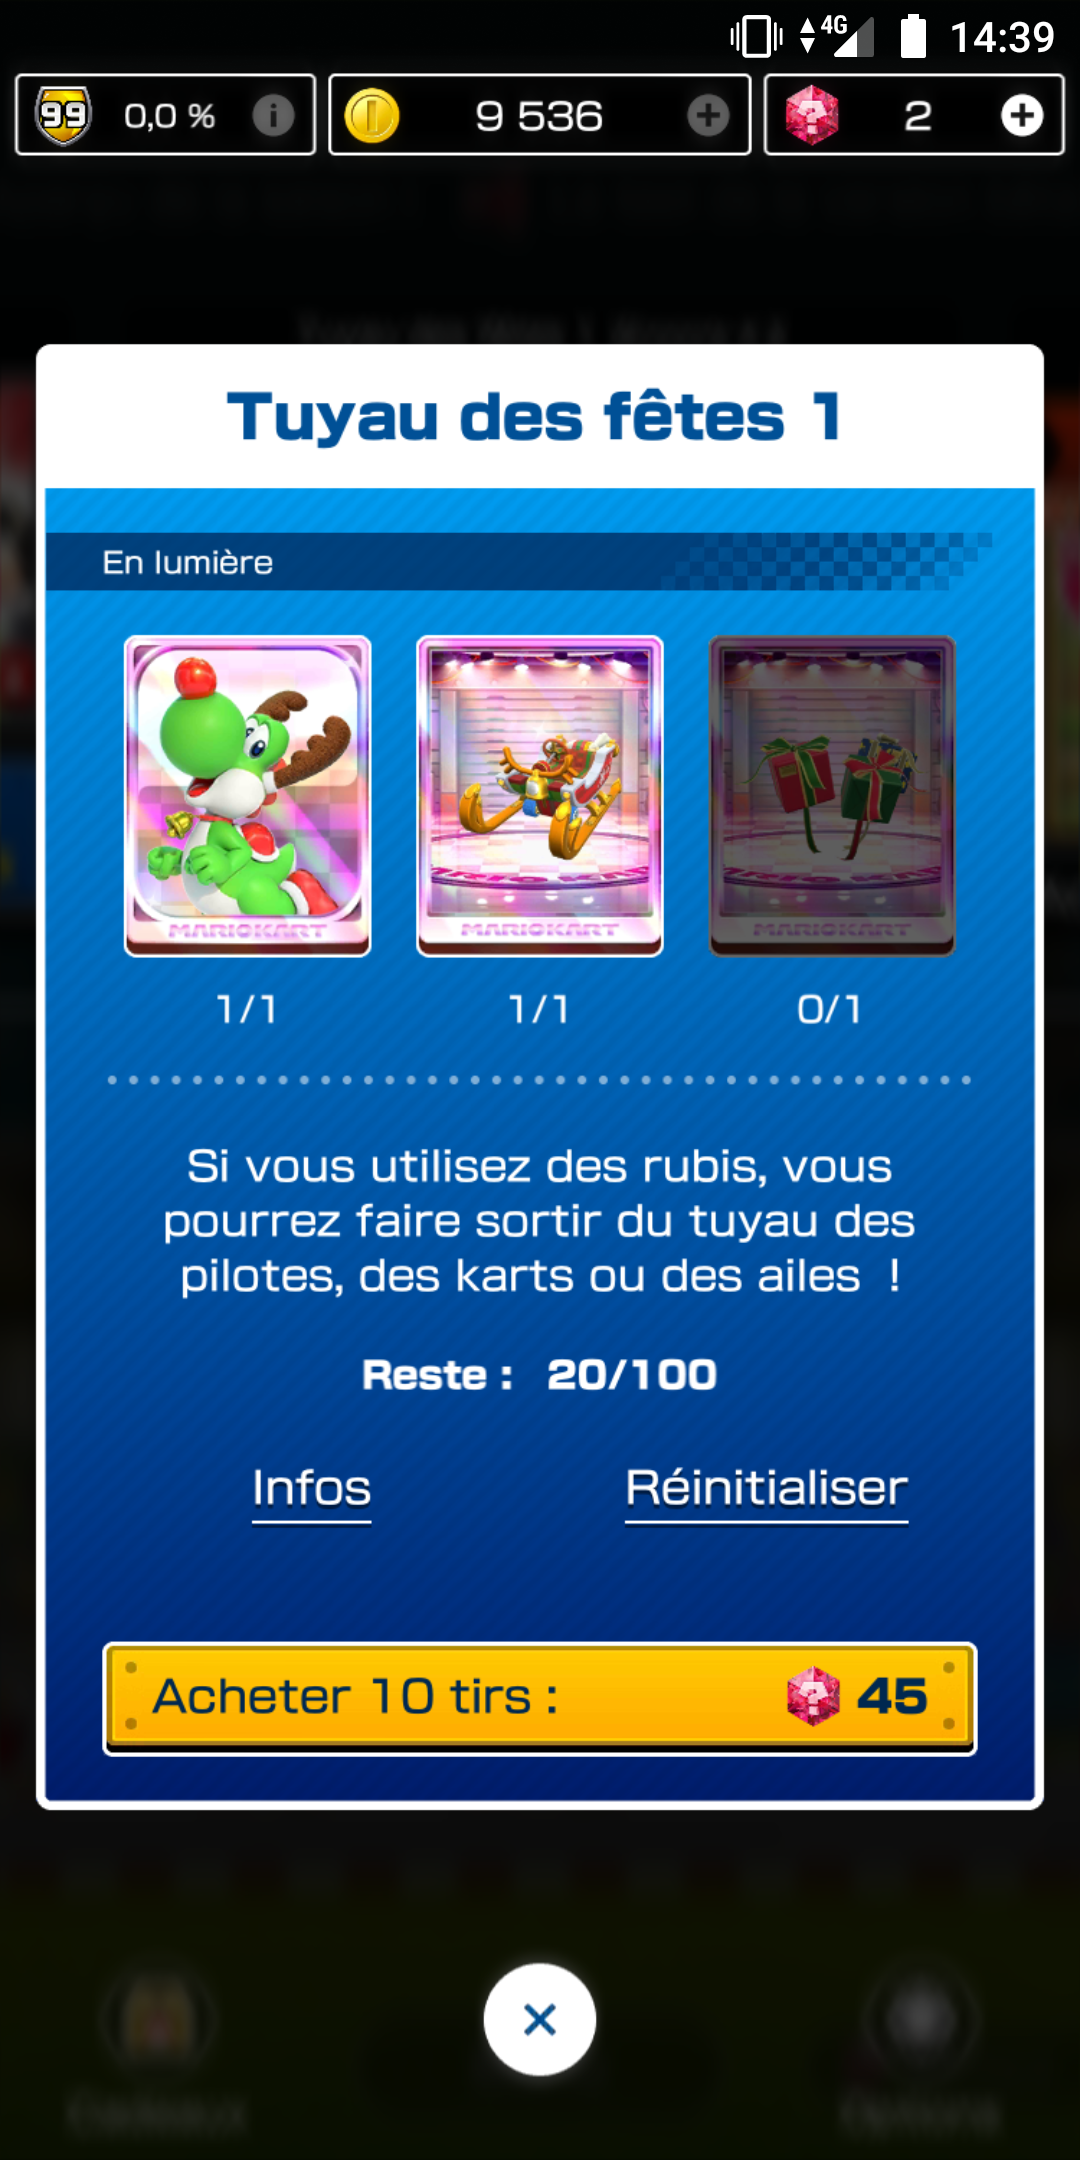 4G 14:39
99 0,0 % i 9 536 + ? 2 +
Tuyau des fêtes 1
En lumière
MARIOKART MARIOKART MARIOKART
1/1 1/1 0/1
Si vous utilisez des rubis, vous
pourrez faire sortir du tuyau des
pilotes, des karts ou des ailes !
Reste : 20/100
Infos Réinitialiser
Acheter 10 tirs : ? 45